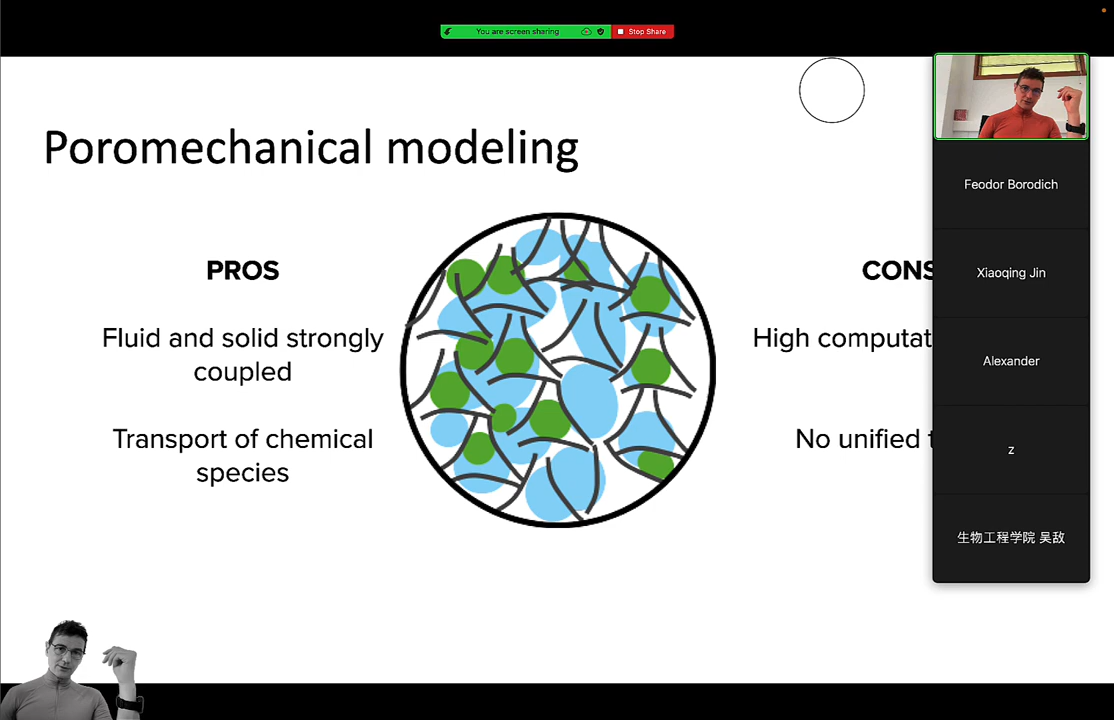 You are screen sharing
Stop Share
Poromechanical modeling
PROS
Fluid and solid strongly
coupled
Transport of chemical
species
CONS
High computat
No unified t
Feodor Borodich
Xiaoqing Jin
Alexander
z
生物工程学院 吴敌